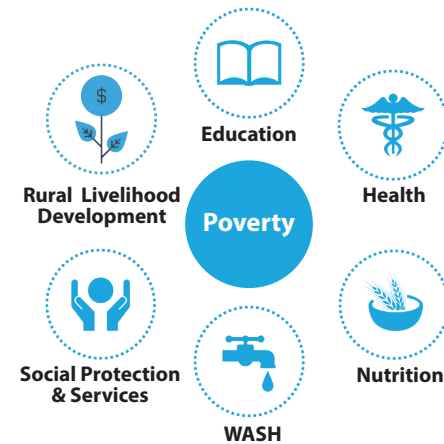 $
Education
Rural Livelihood
Development
Health
Poverty
Social Protection
& Services
Nutrition
WASH